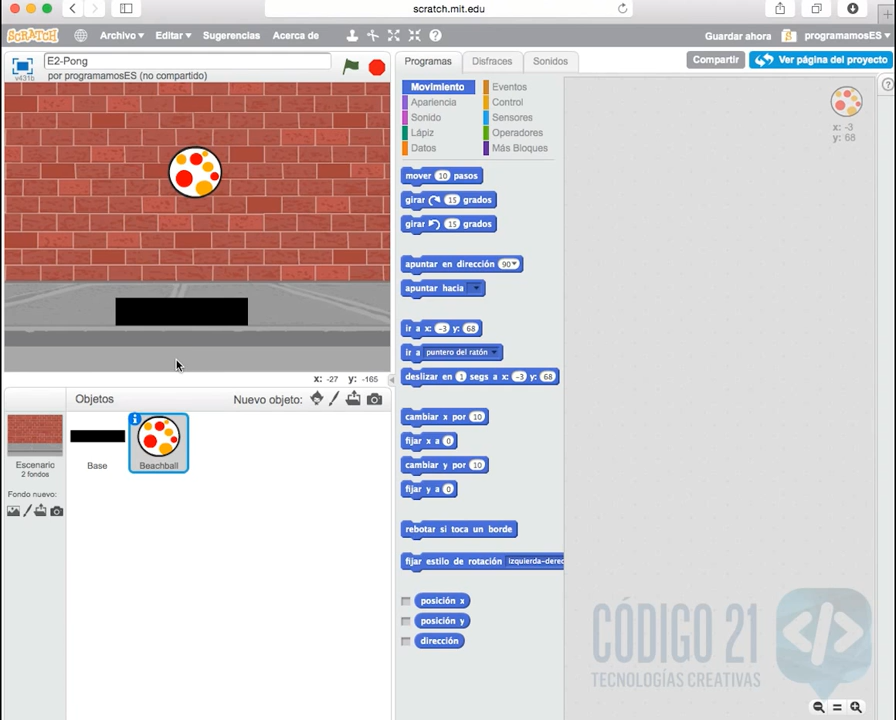 scratch.mit.edu
SCRATCH
Archivo▾
Editar▾
Sugerencias
Acerca de
Guardar ahora
programamosES▾
E2-Pong
por programamosES (no compartido)
v431b
Programas
Disfraces
Sonidos
Compartir
Ver página del proyecto
Movimiento
Apariencia
Sonido
Lápiz
Datos
Eventos
Control
Sensores
Operadores
Más Bloques
x: -3
y: 68
mover 10 pasos
girar 15 grados
girar 15 grados
apuntar en dirección 90▾
apuntar hacia
ir a x: -3 y: 68
ir a puntero del ratón
deslizar en 1 segs a x: -3 y: 68
cambiar x por 10
fijar x a 0
cambiar y por 10
fijar y a 0
rebotar si toca un borde
fijar estilo de rotación izquierda-derec
posición x
posición y
dirección
x: -27 y: -165
Objetos
Nuevo objeto:
Escenario
2 fondos
Fondo nuevo:
Base
Beachball
CÓDIGO 21
TECNOLOGÍAS CREATIVAS